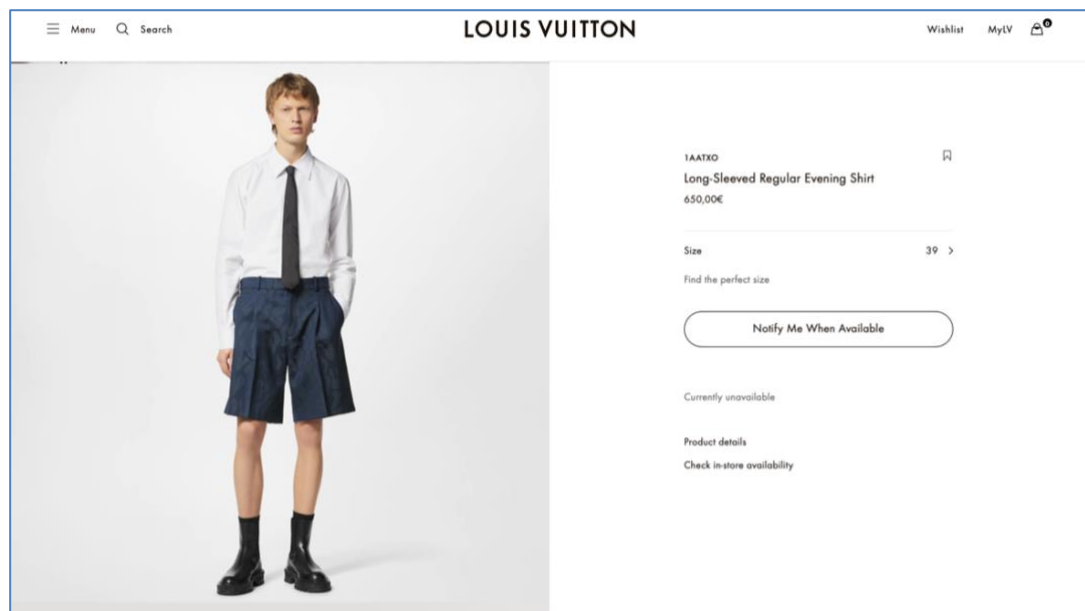 Menu Search LOUIS VUITTON Wishlist MyLV 0
1AATXO
Long-Sleeved Regular Evening Shirt
650,00€
Size 39
Find the perfect size
Notify Me When Available
Currently unavailable
Product details
Check in-store availability